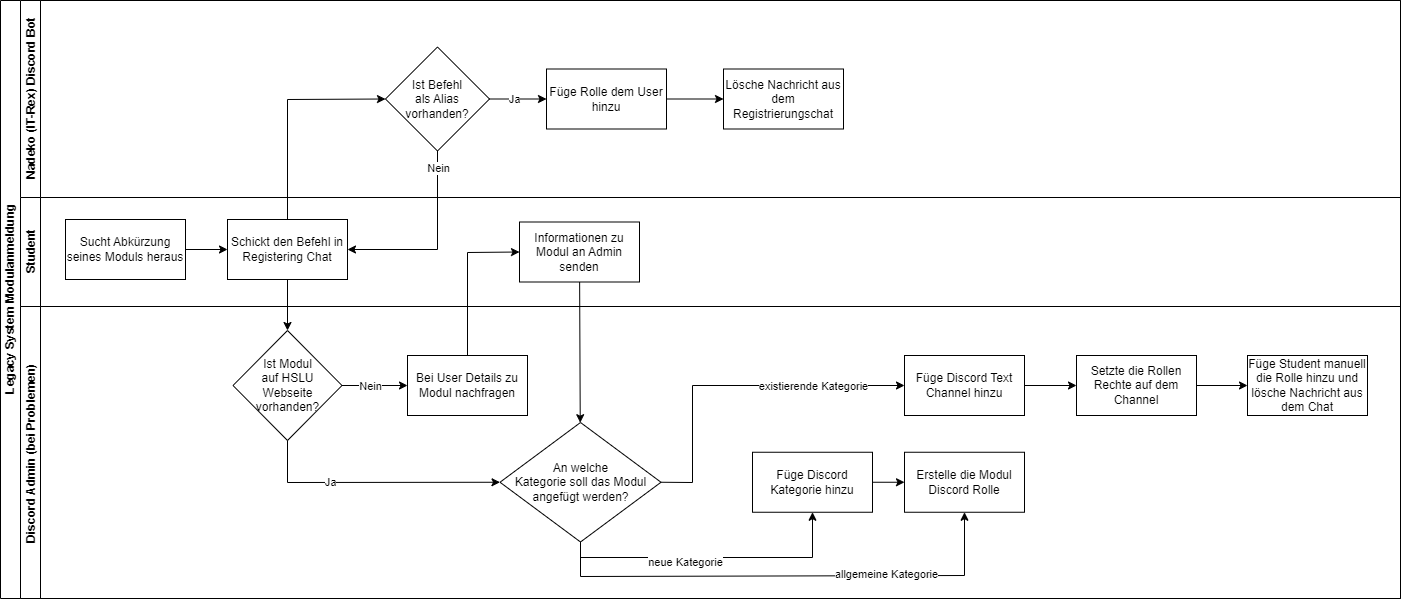 Legacy System Modulanmeldung
Nadeko (IT-Rex) Discord Bot
Ist Befehl
als Alias
vorhanden?
Ja
Füge Rolle dem User
hinzu
Lösche Nachricht aus
dem
Registrierungschat
Nein
Student
Sucht Abkürzung
seines Moduls heraus
Schickt den Befehl in
Registering Chat
Informationen zu
Modul an Admin
senden
Discord Admin (bei Problemen)
Ist Modul
auf HSLU
Webseite
vorhanden?
Nein
Bei User Details zu
Modul nachfragen
Ja
An welche
Kategorie soll das Modul
angefügt werden?
existierende Kategorie
Füge Discord Text
Channel hinzu
Setzte die Rollen
Rechte auf dem
Channel
Füge Student manuell
die Rolle hinzu und
lösche Nachricht aus
dem Chat
Füge Discord
Kategorie hinzu
Erstelle die Modul
Discord Rolle
neue Kategorie
allgemeine Kategorie